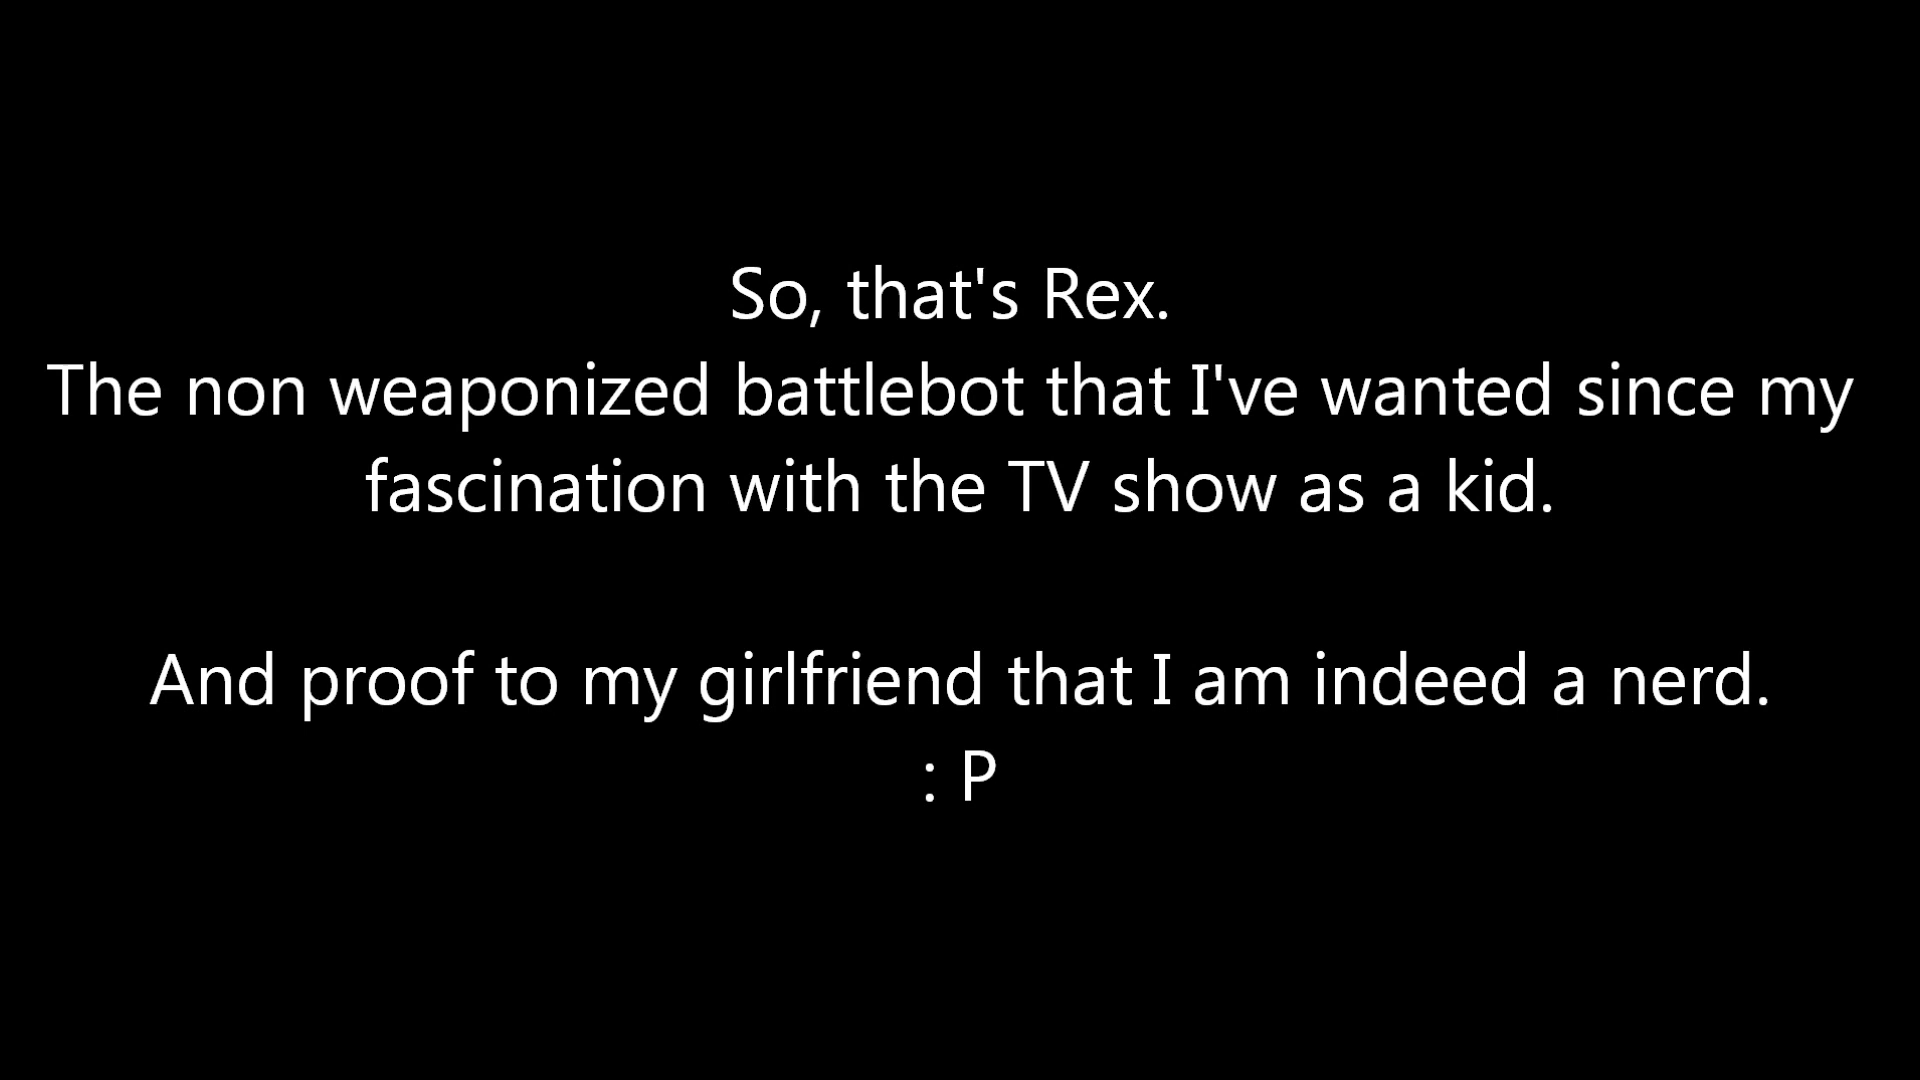 So, that's Rex.
The non weaponized battlebot that I've wanted since my
fascination with the TV show as a kid.
And proof to my girlfriend that I am indeed a nerd.
: P